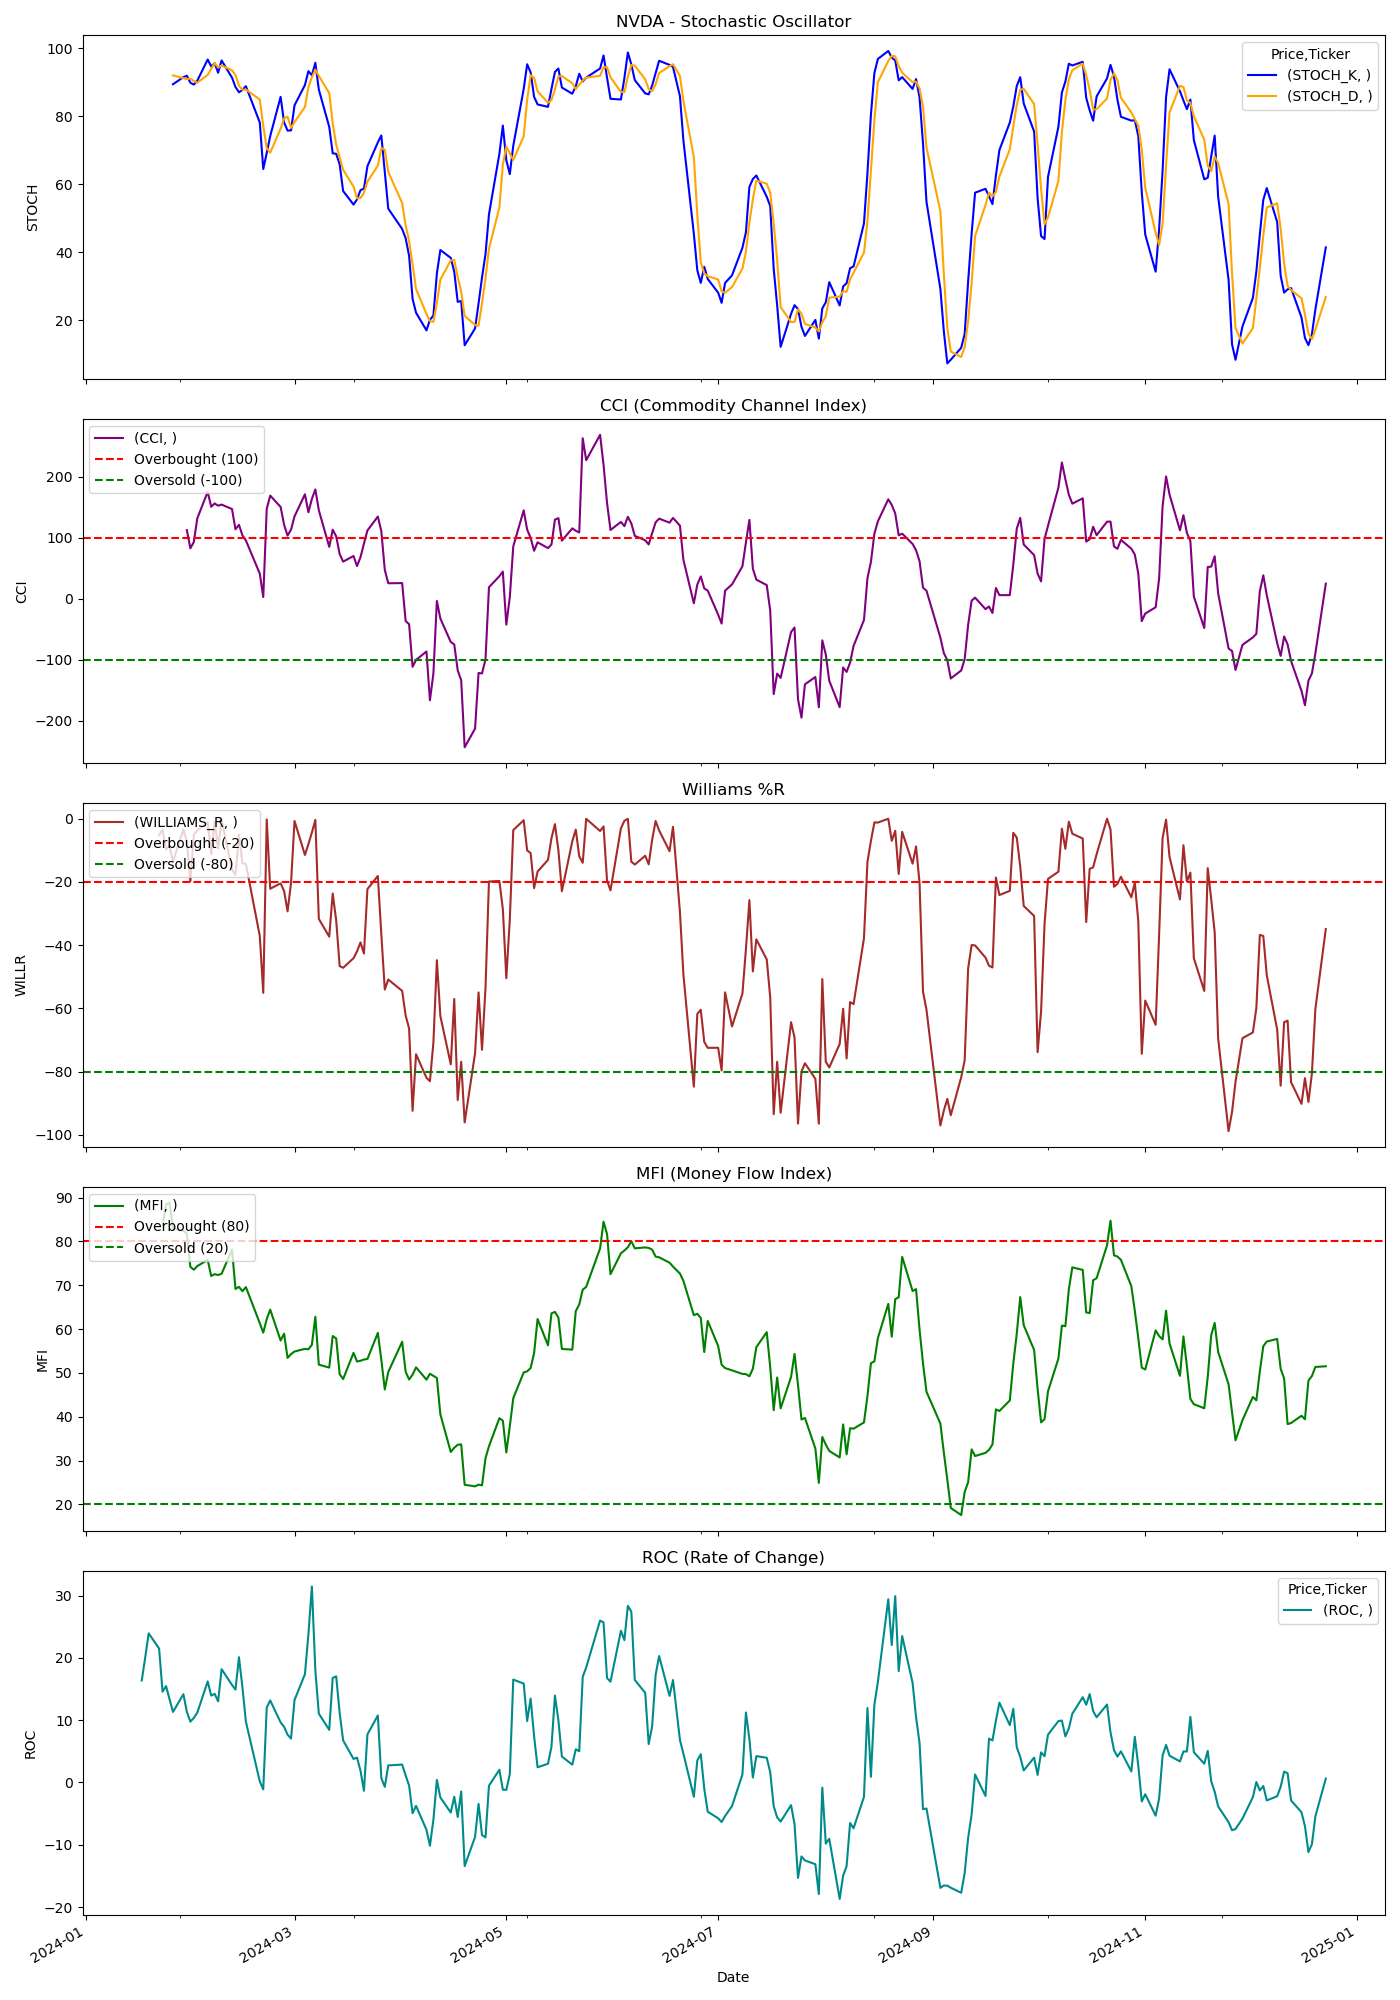 NVDA - Stochastic Oscillator
100
80
60
40
20
STOCH
Price,Ticker
(STOCH_K, )
(STOCH_D, )
CCI (Commodity Channel Index)
200
100
0
−100
−200
CCI
(CCI, )
Overbought (100)
Oversold (-100)
Williams %R
0
−20
−40
−60
−80
−100
WILLR
(WILLIAMS_R, )
Overbought (-20)
Oversold (-80)
MFI (Money Flow Index)
90
80
70
60
50
40
30
20
MFI
(MFI, )
Overbought (80)
Oversold (20)
ROC (Rate of Change)
30
20
10
0
−10
−20
ROC
Price,Ticker
(ROC, )
2024-01
2024-03
2024-05
2024-07
2024-09
2024-11
2025-01
Date